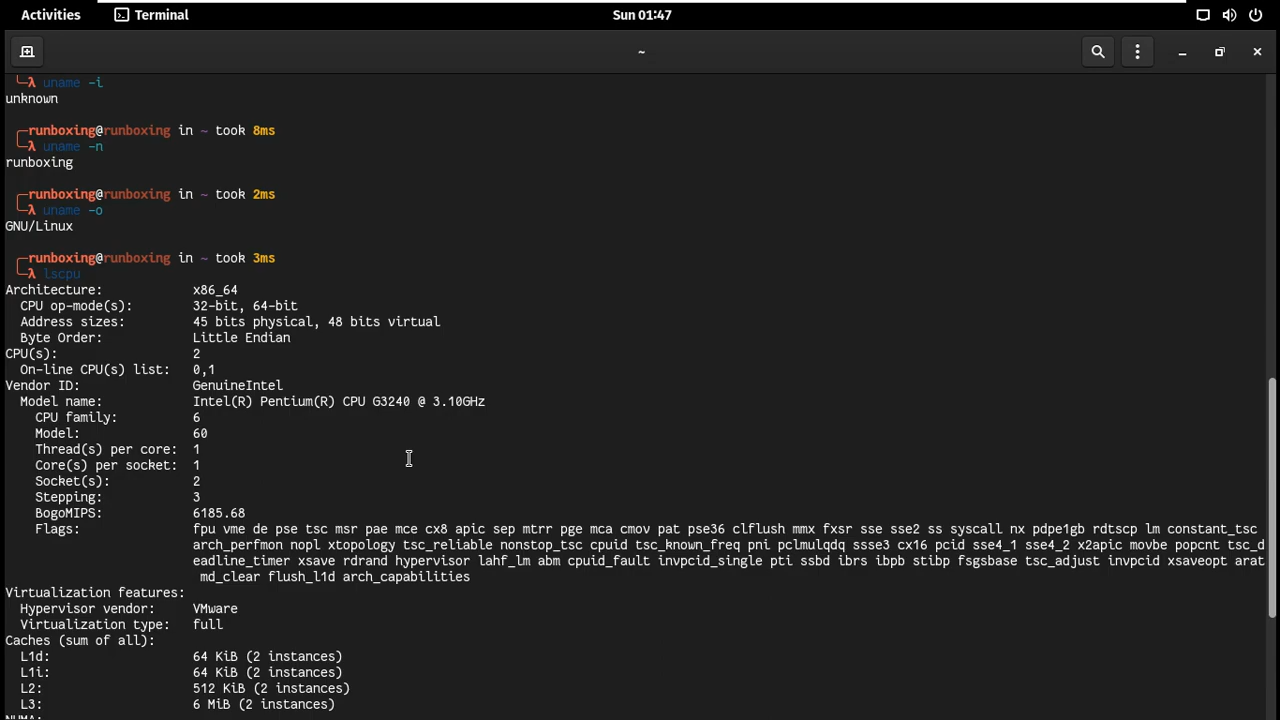 Activities Terminal Sun 01:47
~
└─λ uname -i
unknown
┌─runboxing@runboxing in ~ took 8ms
└─λ uname -n
runboxing
┌─runboxing@runboxing in ~ took 2ms
└─λ uname -o
GNU/Linux
┌─runboxing@runboxing in ~ took 3ms
└─λ lscpu
Architecture: x86_64
CPU op-mode(s): 32-bit, 64-bit
Address sizes: 45 bits physical, 48 bits virtual
Byte Order: Little Endian
CPU(s): 2
On-line CPU(s) list: 0,1
Vendor ID: GenuineIntel
Model name: Intel(R) Pentium(R) CPU G3240 @ 3.10GHz
CPU family: 6
Model: 60
Thread(s) per core: 1
Core(s) per socket: 1
Socket(s): 2
Stepping: 3
BogoMIPS: 6185.68
Flags: fpu vme de pse tsc msr pae mce cx8 apic sep mtrr pge mca cmov pat pse36 clflush mmx fxsr sse sse2 ss syscall nx pdpe1gb rdtscp lm constant_tsc
arch_perfmon nopl xtopology tsc_reliable nonstop_tsc cpuid tsc_known_freq pni pclmulqdq ssse3 cx16 pcid sse4_1 sse4_2 x2apic movbe popcnt tsc_d
eadline_timer xsave rdrand hypervisor lahf_lm abm cpuid_fault invpcid_single pti ssbd ibrs ibpb stibp fsgsbase tsc_adjust invpcid xsaveopt arat
md_clear flush_l1d arch_capabilities
Virtualization features:
Hypervisor vendor: VMware
Virtualization type: full
Caches (sum of all):
L1d: 64 KiB (2 instances)
L1i: 64 KiB (2 instances)
L2: 512 KiB (2 instances)
L3: 6 MiB (2 instances)
NUMA: